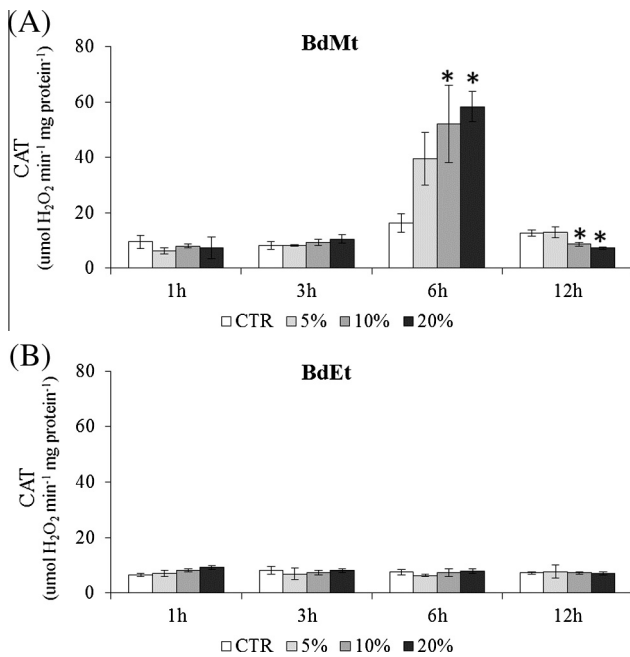 (A)
BdMt
80
60
40
20
0
CAT
(umol H₂O₂ min⁻¹ mg protein⁻¹)
* *
* *
1h 3h 6h 12h
CTR 5% 10% 20%
(B)
BdEt
80
60
40
20
0
CAT
(umol H₂O₂ min⁻¹ mg protein⁻¹)
1h 3h 6h 12h
CTR 5% 10% 20%